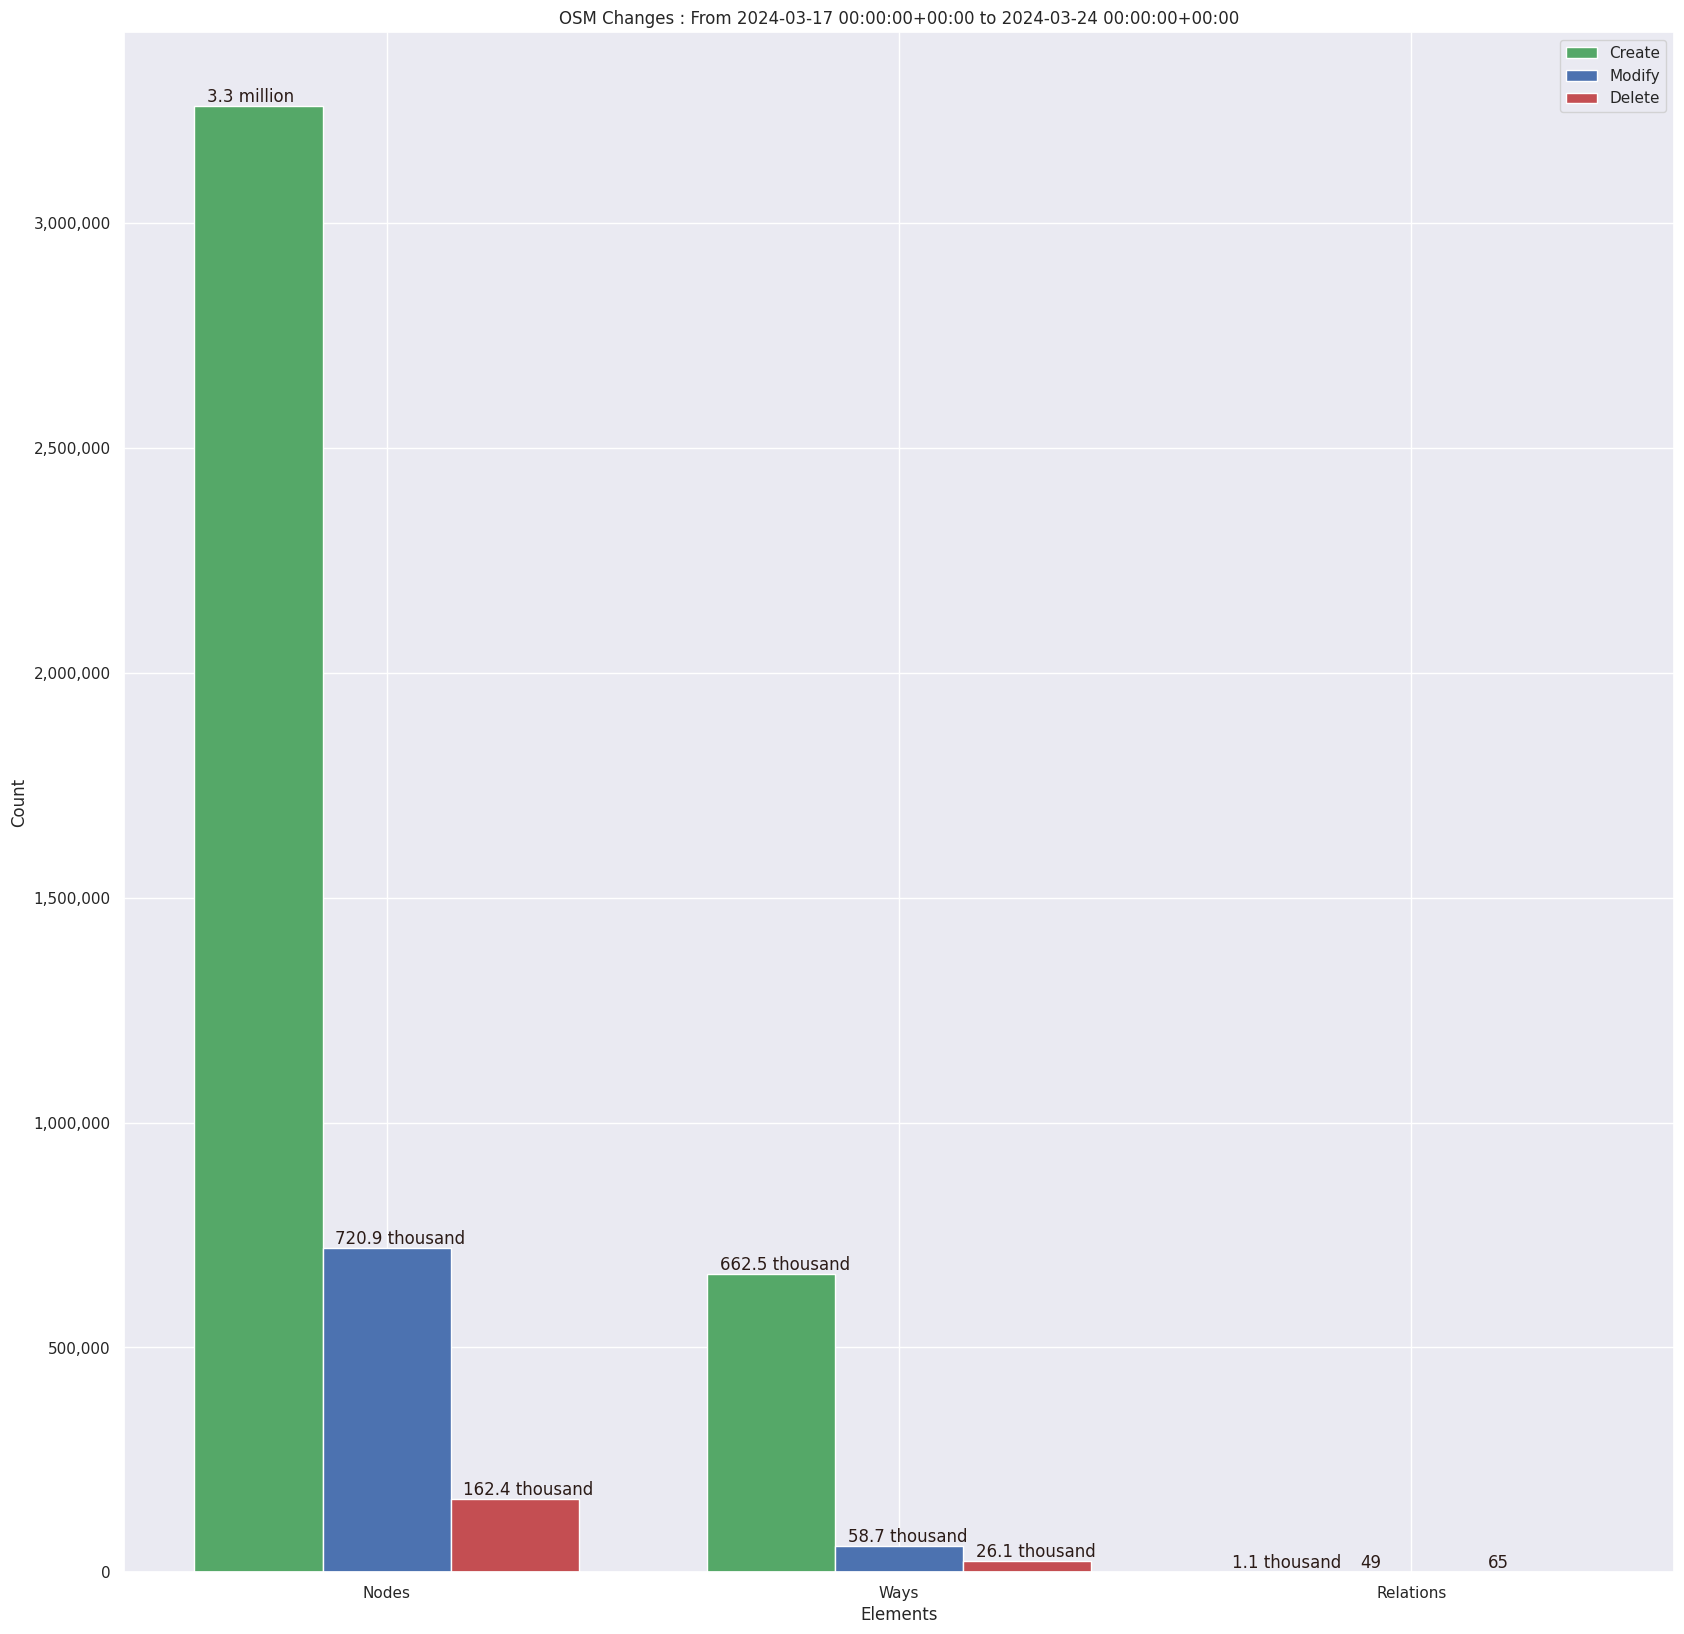 OSM Changes : From 2024-03-17 00:00:00+00:00 to 2024-03-24 00:00:00+00:00
Create
Modify
Delete
3.3 million
3,000,000
2,500,000
2,000,000
1,500,000
1,000,000
500,000
0
Count
720.9 thousand
662.5 thousand
162.4 thousand
58.7 thousand
26.1 thousand
1.1 thousand
49
65
Nodes
Ways
Relations
Elements